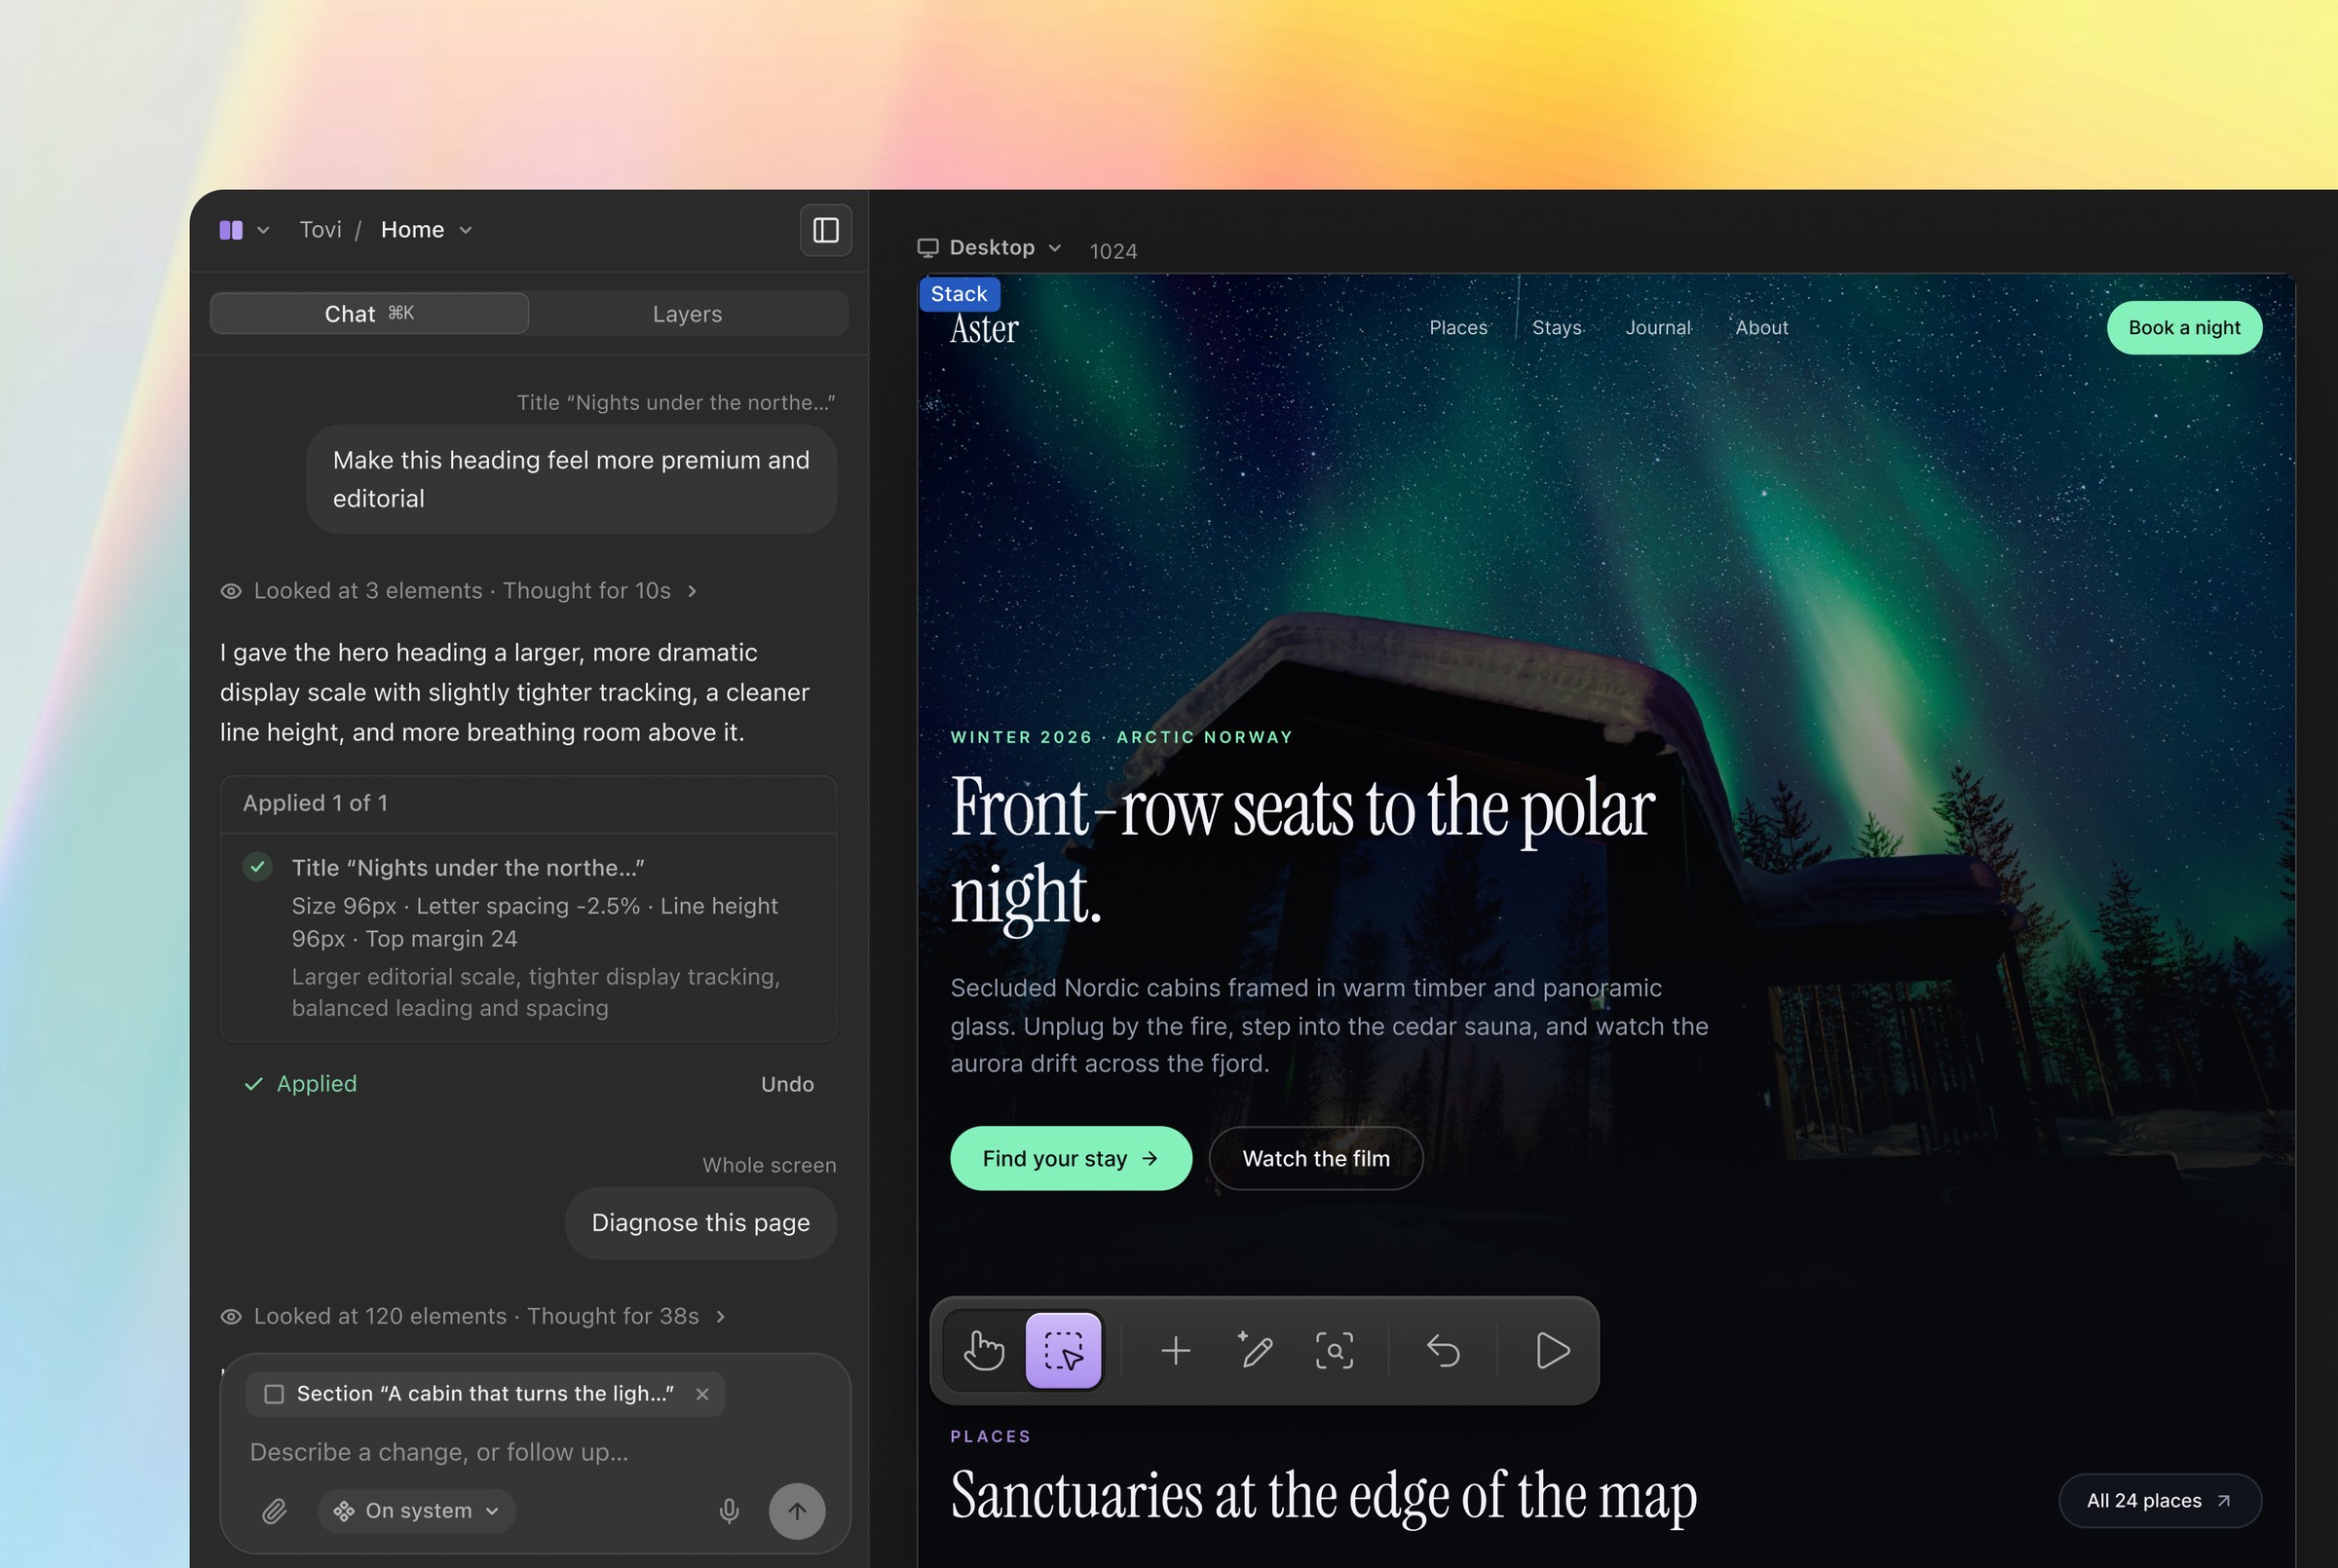 Tovi / Home
Chat ⌘K
Layers
Title “Nights under the northe...”
Make this heading feel more premium and
editorial
Looked at 3 elements · Thought for 10s
I gave the hero heading a larger, more dramatic
display scale with slightly tighter tracking, a cleaner
line height, and more breathing room above it.
Applied 1 of 1
Title “Nights under the northe...”
Size 96px · Letter spacing -2.5% · Line height
96px · Top margin 24
Larger editorial scale, tighter display tracking,
balanced leading and spacing
Applied
Undo
Whole screen
Diagnose this page
Looked at 120 elements · Thought for 38s
Section “A cabin that turns the ligh...”
Describe a change, or follow up...
On system
Desktop
1024
Stack
Aster
Places
Stays
Journal
About
Book a night
WINTER 2026 · ARCTIC NORWAY
Front-row seats to the polar
night.
Secluded Nordic cabins framed in warm timber and panoramic
glass. Unplug by the fire, step into the cedar sauna, and watch the
aurora drift across the fjord.
Find your stay →
Watch the film
PLACES
Sanctuaries at the edge of the map
All 24 places ↗